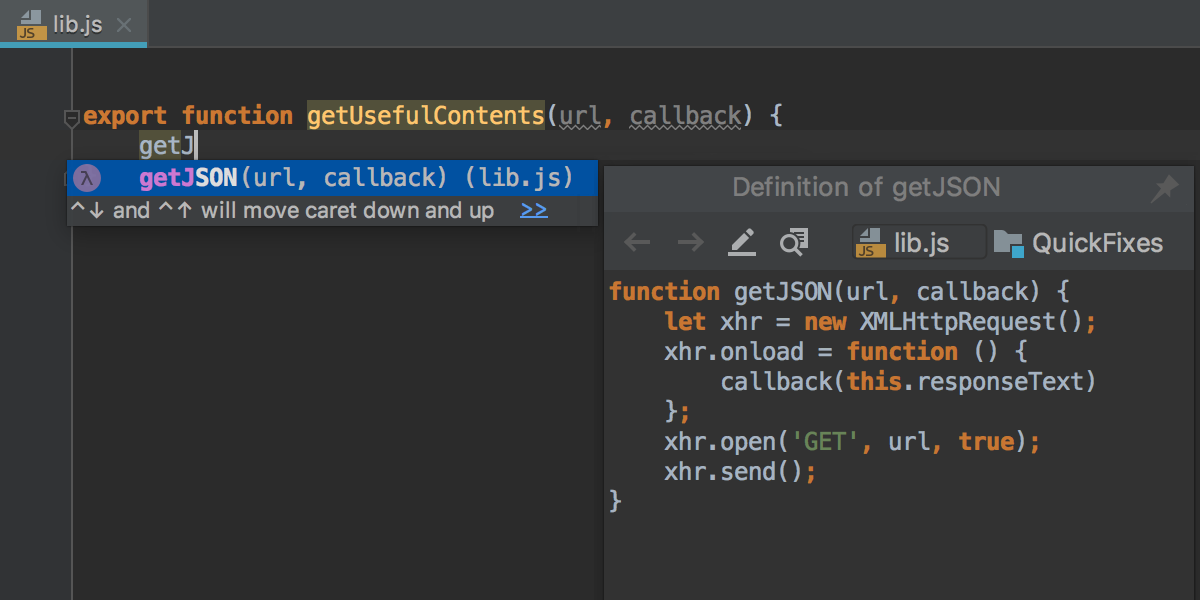 JS lib.js
export function getUsefulContents(url, callback) {
getJ
λ getJSON(url, callback) (lib.js)
^↓ and ^↑ will move caret down and up >>
Definition of getJSON
JS lib.js QuickFixes
function getJSON(url, callback) {
let xhr = new XMLHttpRequest();
xhr.onload = function () {
callback(this.responseText)
};
xhr.open('GET', url, true);
xhr.send();
}